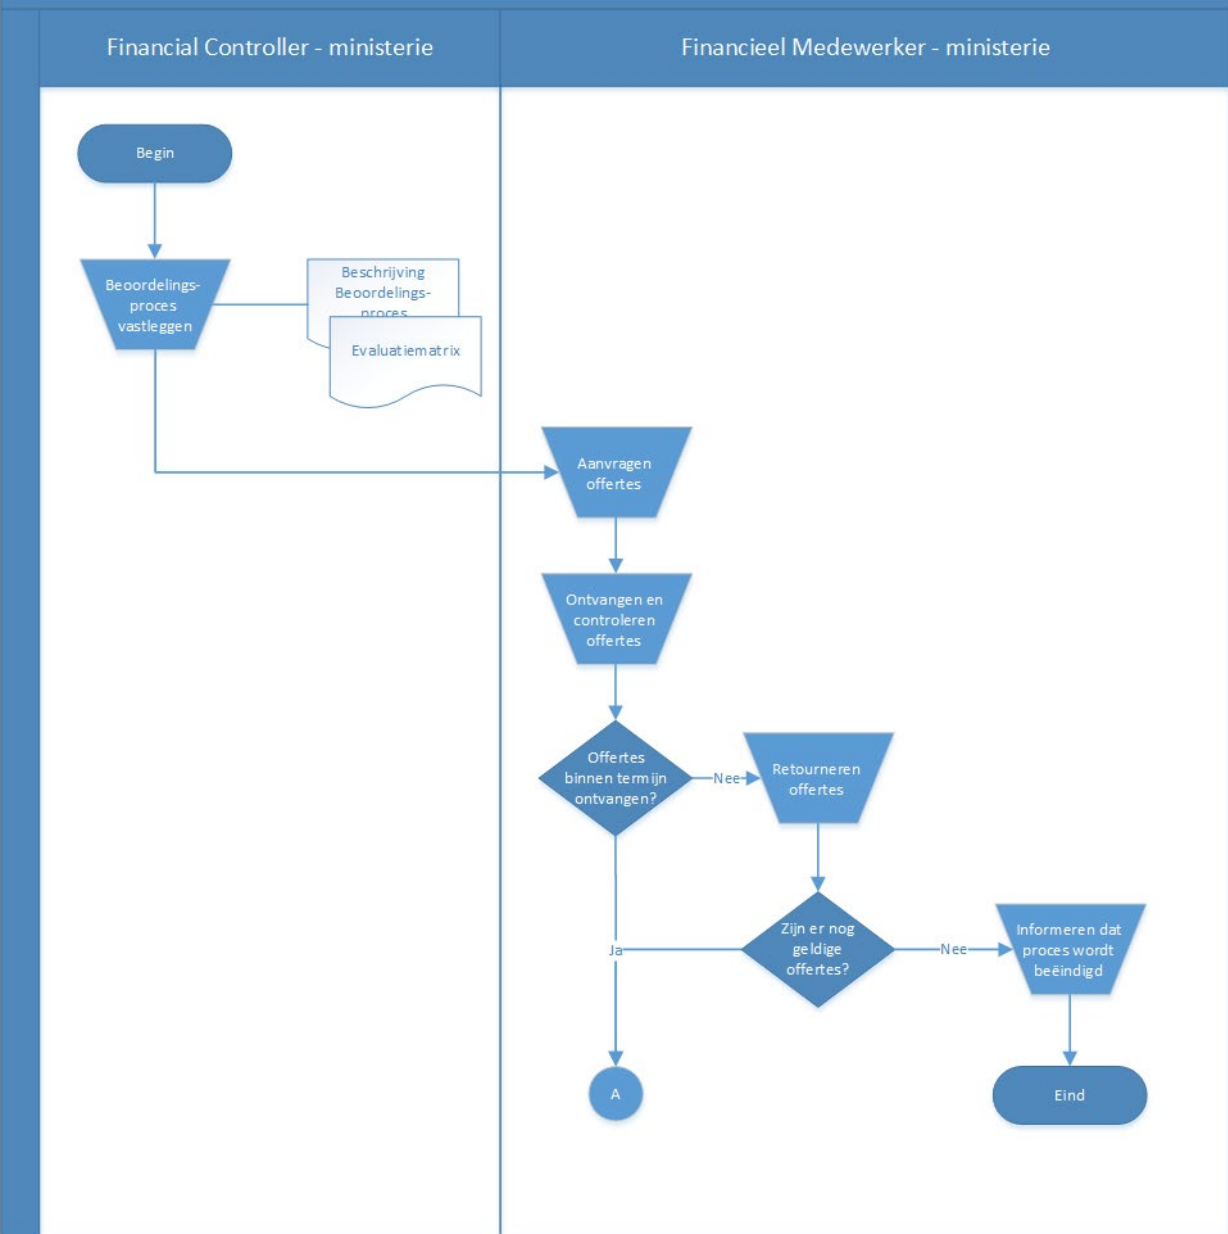 Financial Controller - ministerie
Financieel Medewerker - ministerie
Begin
Beoordelings-
proces
vastleggen
Beschrijving
Beoordelings-
proces
Evaluatiematrix
Aanvragen
offertes
Ontvangen en
controleren
offertes
Offertes
binnen termijn
ontvangen?
Nee
Retourneren
offertes
Ja
Zijn er nog
geldige
offertes?
Nee
Informeren dat
proces wordt
beëindigd
A
Eind